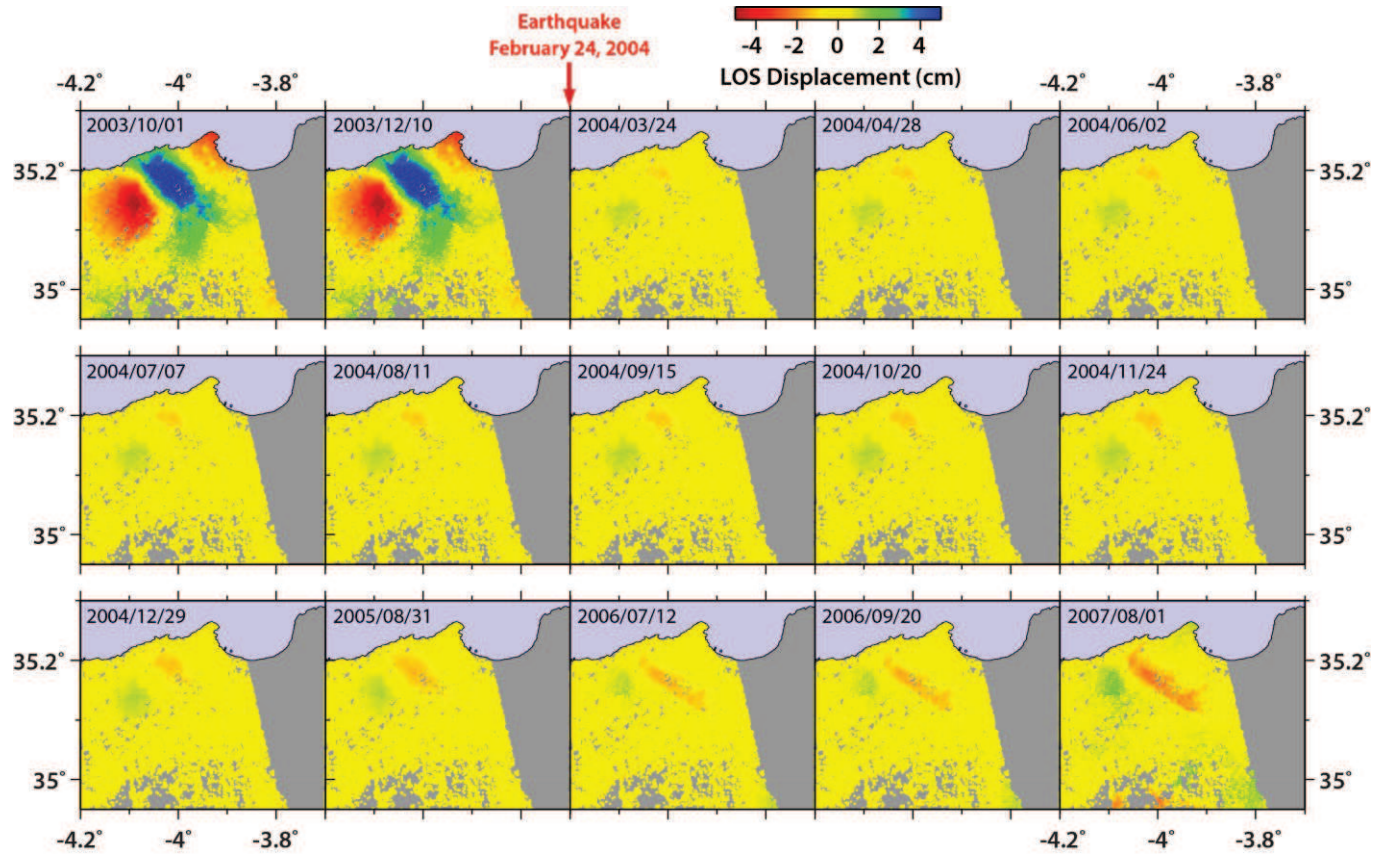 Earthquake
February 24, 2004
-4 -2 0 2 4
LOS Displacement (cm)
-4.2° -4° -3.8° -4.2° -4° -3.8°
2003/10/01 2003/12/10 2004/03/24 2004/04/28 2004/06/02
35.2° 35.2°
35° 35°
2004/07/07 2004/08/11 2004/09/15 2004/10/20 2004/11/24
35.2° 35.2°
35° 35°
2004/12/29 2005/08/31 2006/07/12 2006/09/20 2007/08/01
35.2° 35.2°
35° 35°
-4.2° -4° -3.8° -4.2° -4° -3.8°